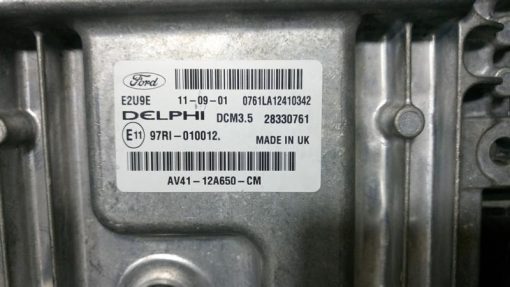 Ford
E2U9E 11-09-01 0761LA12410342
DELPHI DCM3.5 28330761
E11 97RI-010012. MADE IN UK
AV41-12A650-CM